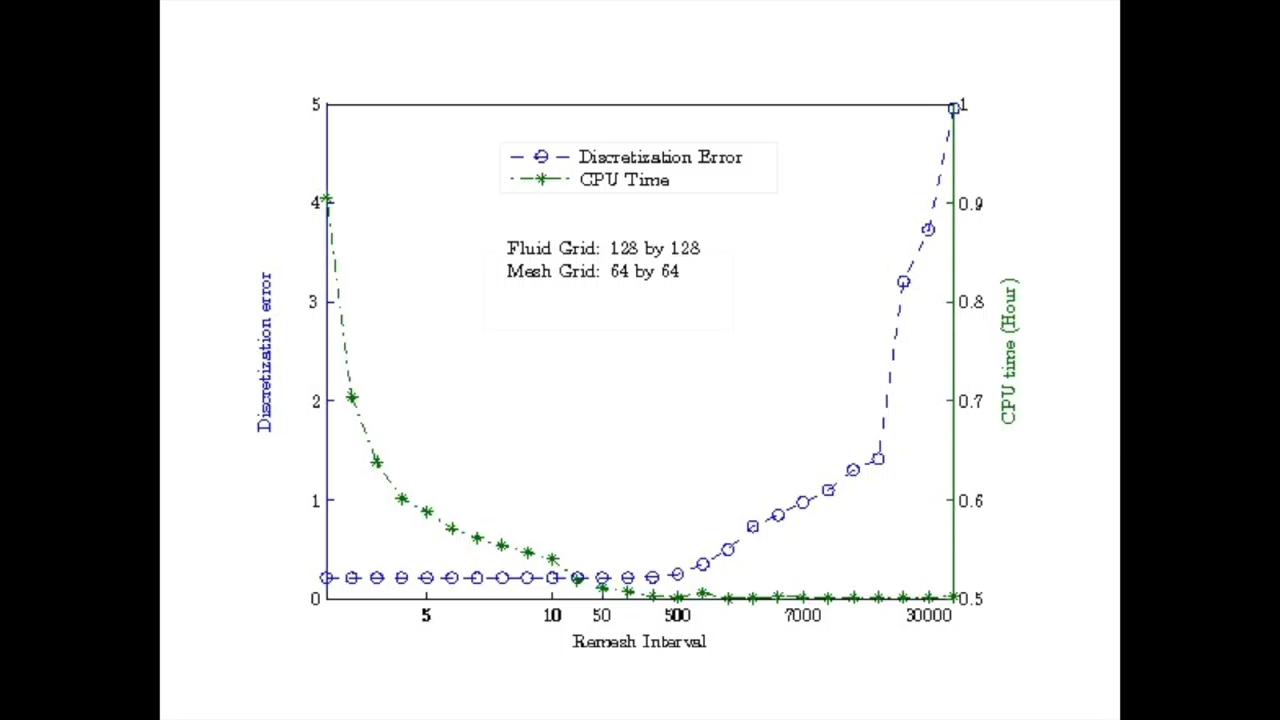 5
1
Discretization Error
CPU Time
4
0.9
Fluid Grid: 128 by 128
Mesh Grid: 64 by 64
Discretization error
CPU time (Hour)
3
0.8
2
0.7
1
0.6
0
0.5
5
10
50
500
7000
30000
Remesh Interval